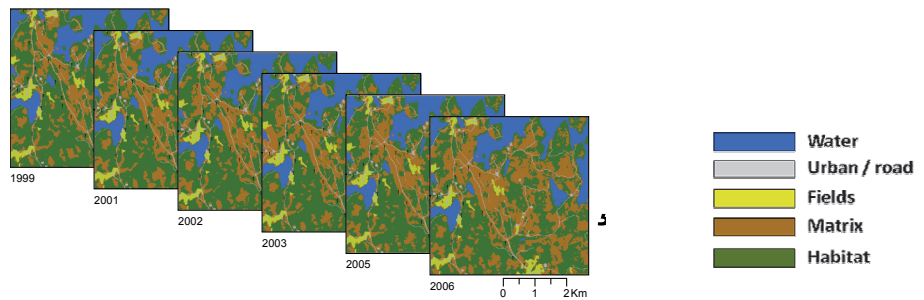 1999
2001
2002
2003
2005
2006
0 1 2 Km
Water
Urban / road
Fields
Matrix
Habitat